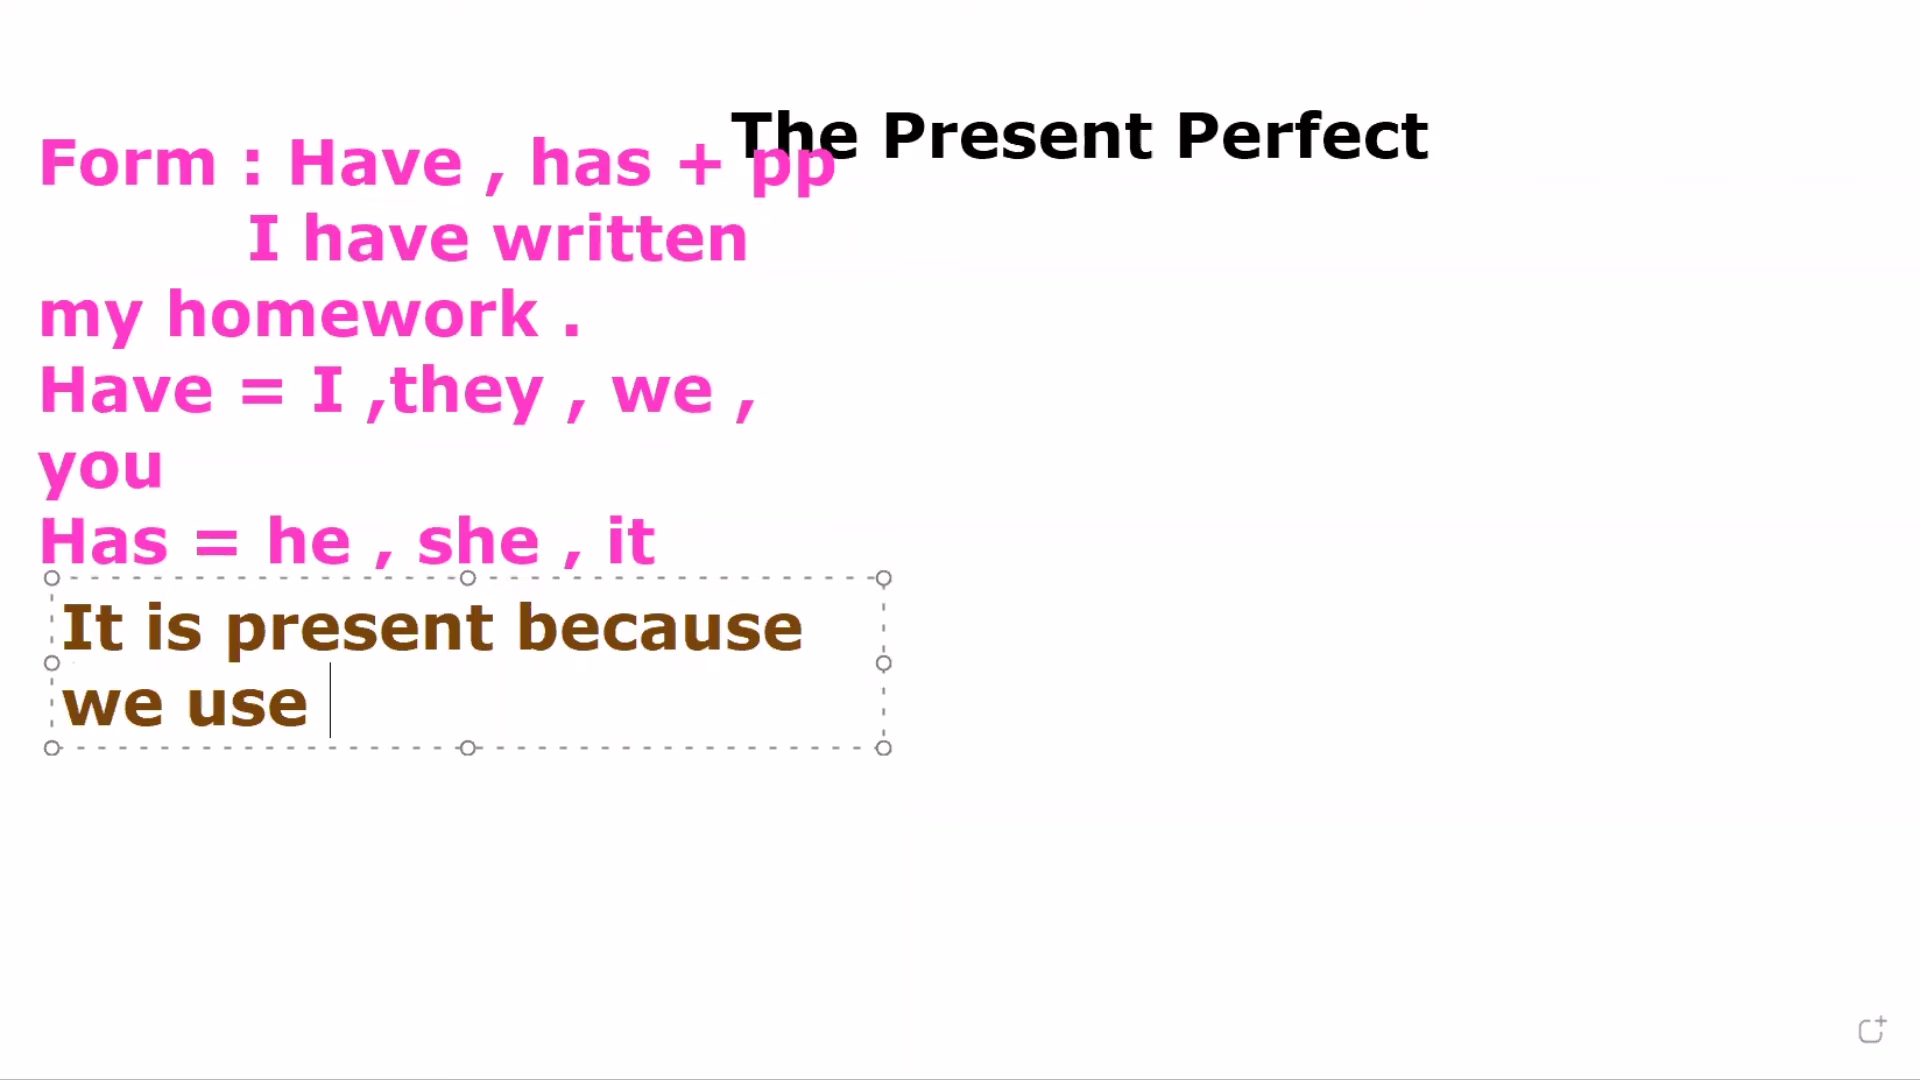 The Present Perfect
Form : Have , has + pp
I have written
my homework .
Have = I ,they , we ,
you
Has = he , she , it
It is present because
we use